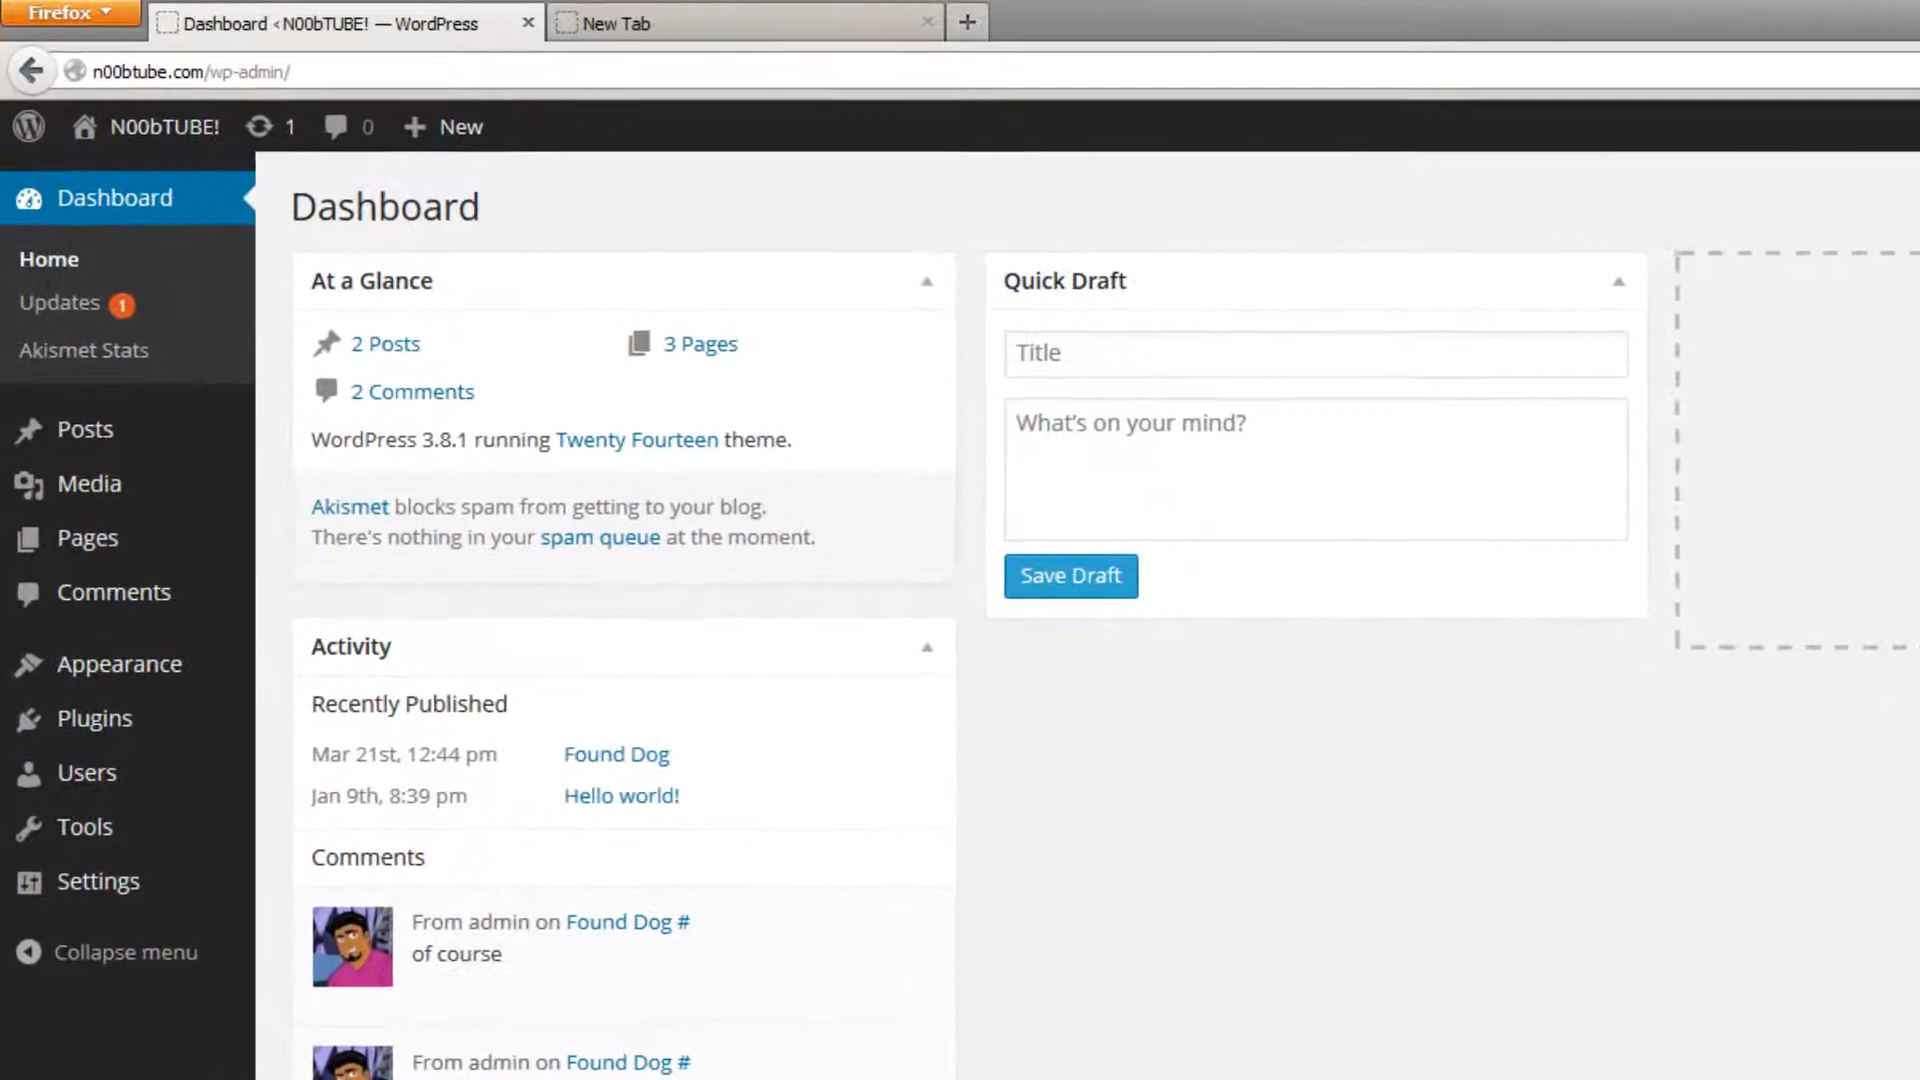 Firefox
Dashboard < N00bTUBE! — WordPress
New Tab
n00btube.com/wp-admin/
N00bTUBE!
1
0
New
Dashboard
Home
Updates 1
Akismet Stats
Posts
Media
Pages
Comments
Appearance
Plugins
Users
Tools
Settings
Collapse menu
Dashboard
At a Glance
2 Posts
3 Pages
2 Comments
WordPress 3.8.1 running Twenty Fourteen theme.
Akismet blocks spam from getting to your blog.
There's nothing in your spam queue at the moment.
Activity
Recently Published
Mar 21st, 12:44 pm Found Dog
Jan 9th, 8:39 pm Hello world!
Comments
From admin on Found Dog #
of course
From admin on Found Dog #
Quick Draft
Title
What's on your mind?
Save Draft